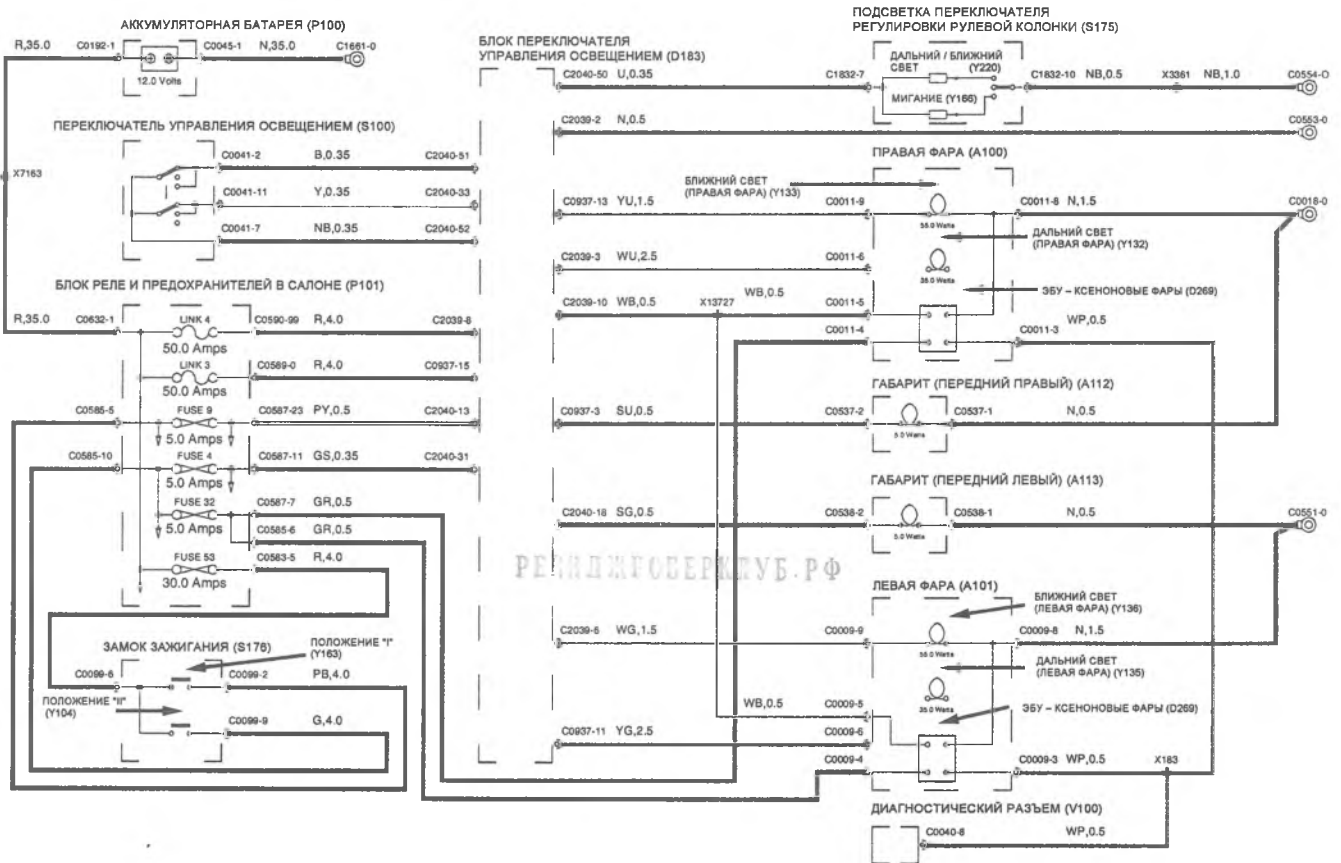 АККУМУЛЯТОРНАЯ БАТАРЕЯ (P100)
R,35.0 C0192-1 C0045-1 N,35.0 C1661-0
12.0 Volts
X7163
ПЕРЕКЛЮЧАТЕЛЬ УПРАВЛЕНИЯ ОСВЕЩЕНИЕМ (S100)
C0041-2 B,0.35 C2040-51
C0041-11 Y,0.35 C2040-33
C0041-7 NB,0.35 C2040-52
БЛОК РЕЛЕ И ПРЕДОХРАНИТЕЛЕЙ В САЛОНЕ (P101)
R,35.0 C0632-1 LINK 4 C0590-99 R,4.0 C2039-8
50.0 Amps
LINK 3 C0589-0 R,4.0 C0937-15
50.0 Amps
C0585-5 FUSE 9 C0587-23 PY,0.5 C2040-13
5.0 Amps
C0585-10 FUSE 4 C0587-11 GS,0.35 C2040-31
5.0 Amps
FUSE 32 C0587-7 GR,0.5
5.0 Amps
C0585-6 GR,0.5
FUSE 53 C0583-5 R,4.0
30.0 Amps
ЗАМОК ЗАЖИГАНИЯ (S176)
ПОЛОЖЕНИЕ "I"
(Y163)
C0099-6 C0099-2 PB,4.0
ПОЛОЖЕНИЕ "II"
(Y104)
C0099-9 G,4.0
БЛОК ПЕРЕКЛЮЧАТЕЛЯ
УПРАВЛЕНИЯ ОСВЕЩЕНИЕМ (D183)
ПОДСВЕТКА ПЕРЕКЛЮЧАТЕЛЯ
РЕГУЛИРОВКИ РУЛЕВОЙ КОЛОНКИ (S175)
C2040-50 U,0.35 C1832-7
ДАЛЬНИЙ / БЛИЖНИЙ
СВЕТ (Y220)
МИГАНИЕ (Y166)
C1832-10 NB,0.5 X3361 NB,1.0 C0554-O
C2039-2 N,0.5 C0553-0
ПРАВАЯ ФАРА (A100)
БЛИЖНИЙ СВЕТ
(ПРАВАЯ ФАРА) (Y133)
C0937-13 YU,1.5 C0011-9 C0011-8 N,1.5 C0018-0
55.0 Watts
ДАЛЬНИЙ СВЕТ
(ПРАВАЯ ФАРА) (Y132)
C2039-3 WU,2.5 C0011-6
35.0 Watts
ЭБУ – КСЕНОНОВЫЕ ФАРЫ (D269)
C2039-10 WB,0.5 X13727 WB,0.5 C0011-5
C0011-4 C0011-3 WP,0.5
ГАБАРИТ (ПЕРЕДНИЙ ПРАВЫЙ) (A112)
C0937-3 SU,0.5 C0537-2 C0537-1 N,0.5
5.0 Watts
ГАБАРИТ (ПЕРЕДНИЙ ЛЕВЫЙ) (A113)
C2040-18 SG,0.5 C0538-2 C0538-1 N,0.5 C0551-0
5.0 Watts
РЕНДЖРОВЕРКЛУБ.РФ
ЛЕВАЯ ФАРА (A101)
БЛИЖНИЙ СВЕТ
(ЛЕВАЯ ФАРА) (Y136)
C2039-6 WG,1.5 C0009-9 C0009-8 N,1.5
55.0 Watts
ДАЛЬНИЙ СВЕТ
(ЛЕВАЯ ФАРА) (Y135)
35.0 Watts
ЭБУ – КСЕНОНОВЫЕ ФАРЫ (D269)
WB,0.5 C0009-5
C0937-11 YG,2.5 C0009-6
C0009-4 C0009-3 WP,0.5 X183
ДИАГНОСТИЧЕСКИЙ РАЗЪЕМ (V100)
C0040-8 WP,0.5